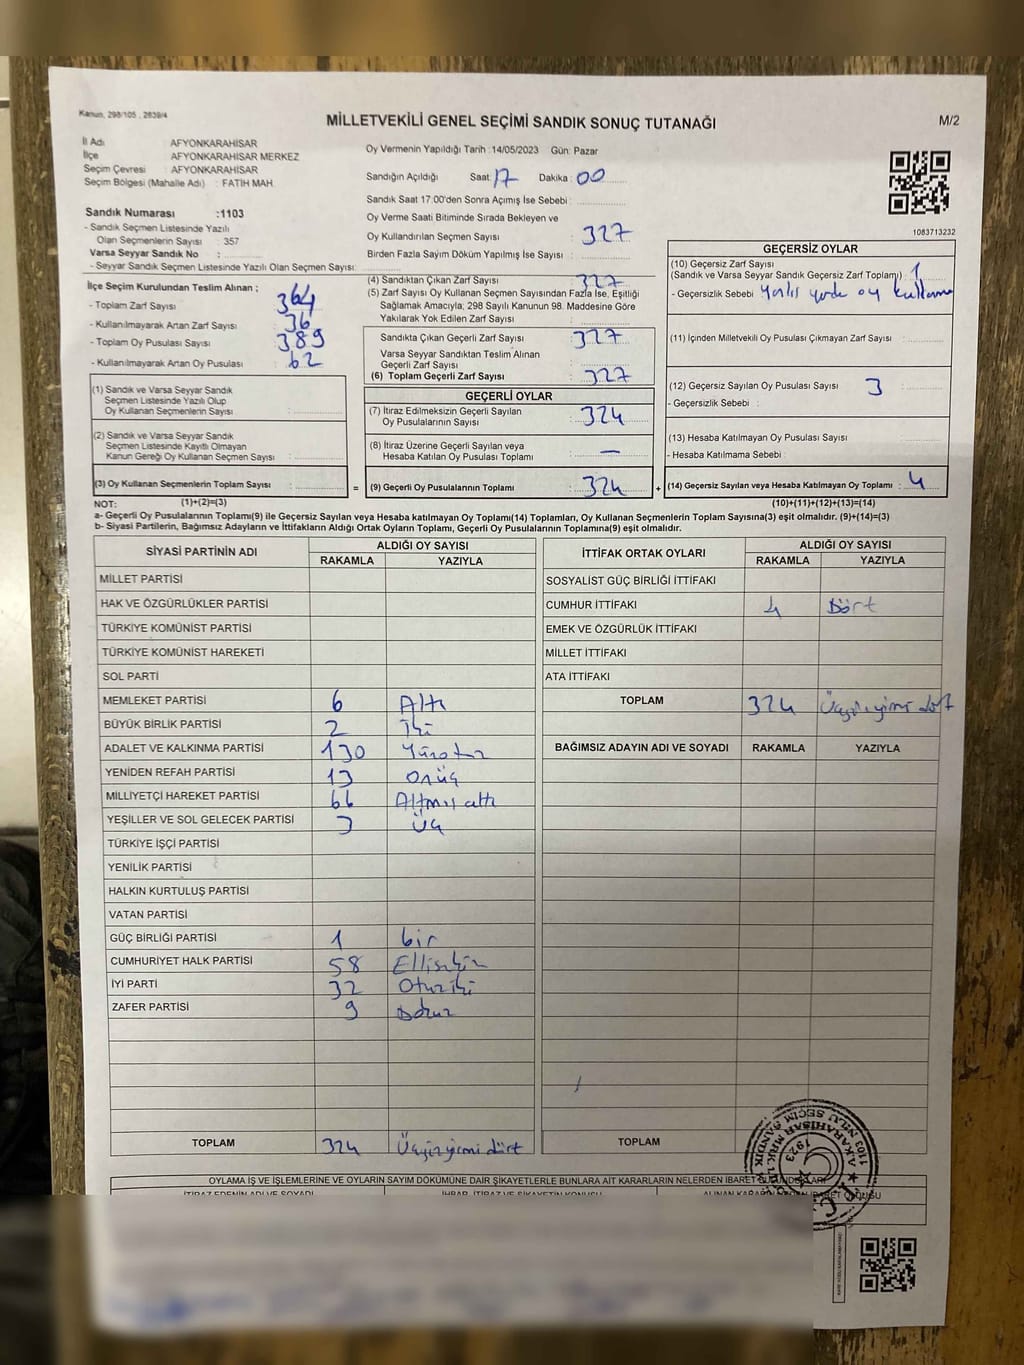 Kanun, 298/105 , 2839/4
MİLLETVEKİLİ GENEL SEÇİMİ SANDIK SONUÇ TUTANAĞI
M/2
İl Adı AFYONKARAHİSAR
İlçe AFYONKARAHİSAR MERKEZ
Seçim Çevresi : AFYONKARAHİSAR
Seçim Bölgesi (Mahalle Adı) : FATİH MAH.
Sandık Numarası :1103
- Sandık Seçmen Listesinde Yazılı
Olan Seçmenlerin Sayısı : 357
Varsa Seyyar Sandık No :
- Seyyar Sandık Seçmen Listesinde Yazılı Olan Seçmen Sayısı:
Oy Vermenin Yapıldığı Tarih : 14/05/2023 Gün: Pazar
Sandığın Açıldığı Saat: 17 Dakika : 00
Sandık Saat 17:00'den Sonra Açımış İse Sebebi :
Oy Verme Saati Bitiminde Sırada Bekleyen ve
Oy Kullandırılan Seçmen Sayısı : 327
Birden Fazla Sayım Döküm Yapılmış İse Sayısı :
1083713232
İlçe Seçim Kurulundan Teslim Alınan ;
- Toplam Zarf Sayısı : 364
- Kullanılmayarak Artan Zarf Sayısı : 36
- Toplam Oy Pusulası Sayısı : 389
- Kullanılmayarak Artan Oy Pusulası : 62
(4) Sandıktan Çıkan Zarf Sayısı : 327
(5) Zarf Sayısı Oy Kullanan Seçmen Sayısından Fazla İse, Eşitliği
Sağlamak Amacıyla; 298 Sayılı Kanunun 98. Maddesine Göre
Yakılarak Yok Edilen Zarf Sayısı :
Sandıkta Çıkan Geçerli Zarf Sayısı : 327
Varsa Seyyar Sandıktan Teslim Alınan
Geçerli Zarf Sayısı :
(6) Toplam Geçerli Zarf Sayısı : 327
GEÇERSİZ OYLAR
(10) Geçersiz Zarf Sayısı
(Sandık ve Varsa Seyyar Sandık Geçersiz Zarf Toplamı) : 1
- Geçersizlik Sebebi : Yanlış yerde oy kullanma
(11) İçinden Milletvekili Oy Pusulası Çıkmayan Zarf Sayısı :
(12) Geçersiz Sayılan Oy Pusulası Sayısı : 3
- Geçersizlik Sebebi :
(13) Hesaba Katılmayan Oy Pusulası Sayısı :
- Hesaba Katılmama Sebebi :
(14) Geçersiz Sayılan veya Hesaba Katılmayan Oy Toplamı : 4
(1) Sandık ve Varsa Seyyar Sandık
Seçmen Listesinde Yazılı Olup
Oy Kullanan Seçmenlerin Sayısı :
(2) Sandık ve Varsa Seyyar Sandık
Seçmen Listesinde Kayıtlı Olmayan
Kanun Gereği Oy Kullanan Seçmen Sayısı :
(3) Oy Kullanan Seçmenlerin Toplam Sayısı :
GEÇERLİ OYLAR
(7) İtiraz Edilmeksizin Geçerli Sayılan
Oy Pusulalarının Sayısı : 324
(8) İtiraz Üzerine Geçerli Sayılan veya
Hesaba Katılan Oy Pusulası Toplamı : —
= (9) Geçerli Oy Pusulalarının Toplamı : 324 +
NOT: (1)+(2)=(3) (10)+(11)+(12)+(13)=(14)
a- Geçerli Oy Pusulalarının Toplamı(9) ile Geçersiz Sayılan veya Hesaba katılmayan Oy Toplamı(14) Toplamları, Oy Kullanan Seçmenlerin Toplam Sayısına(3) eşit olmalıdır. (9)+(14)=(3)
b- Siyasi Partilerin, Bağımsız Adayların ve İttifakların Aldığı Ortak Oyların Toplamı, Geçerli Oy Pusulalarının Toplamına(9) eşit olmalıdır.
SİYASİ PARTİNİN ADI ALDIĞI OY SAYISI
RAKAMLA YAZIYLA
MİLLET PARTİSİ
HAK VE ÖZGÜRLÜKLER PARTİSİ
TÜRKİYE KOMÜNİST PARTİSİ
TÜRKİYE KOMÜNİST HAREKETİ
SOL PARTİ
MEMLEKET PARTİSİ 6 Altı
BÜYÜK BİRLİK PARTİSİ 2 İki
ADALET VE KALKINMA PARTİSİ 130 Yüzotuz
YENİDEN REFAH PARTİSİ 13 Onüç
MİLLİYETÇİ HAREKET PARTİSİ 66 Altmış altı
YEŞİLLER VE SOL GELECEK PARTİSİ 3 Üç
TÜRKİYE İŞÇİ PARTİSİ
YENİLİK PARTİSİ
HALKIN KURTULUŞ PARTİSİ
VATAN PARTİSİ
GÜÇ BİRLİĞİ PARTİSİ 1 bir
CUMHURİYET HALK PARTİSİ 58 Ellisekiz
İYİ PARTİ 32 Otuziki
ZAFER PARTİSİ 9 Dokuz
TOPLAM 324 Üçyüzyirmi dört
İTTİFAK ORTAK OYLARI ALDIĞI OY SAYISI
RAKAMLA YAZIYLA
SOSYALİST GÜÇ BİRLİĞİ İTTİFAKI
CUMHUR İTTİFAKI 4 Dört
EMEK VE ÖZGÜRLÜK İTTİFAKI
MİLLET İTTİFAKI
ATA İTTİFAKI
TOPLAM 324 Üçyüzyirmi dört
BAĞIMSIZ ADAYIN ADI VE SOYADI RAKAMLA YAZIYLA
TOPLAM
OYLAMA İŞ VE İŞLEMLERİNE VE OYLARIN SAYIM DÖKÜMÜNE DAİR ŞİKAYETLERLE BUNLARA AİT KARARLARIN NELERDEN İBARET
İTİRAZ EDENİN ADI VE SOYADI İHBAR, İTİRAZ VE ŞİKAYETİN KONUSU
1923